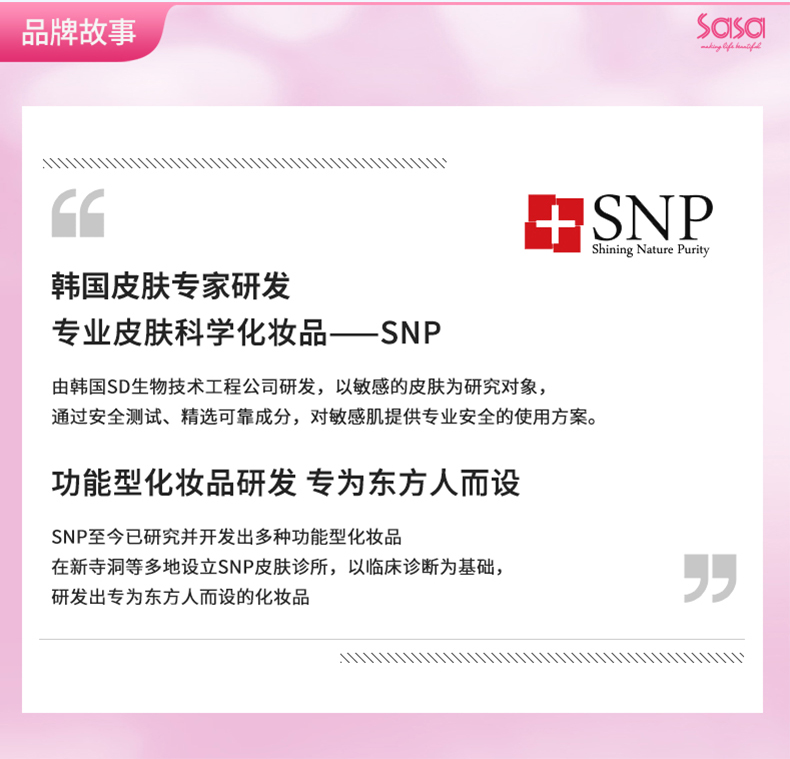 品牌故事
Sasa
making life beautiful
SNP
Shining Nature Purity
韩国皮肤专家研发
专业皮肤科学化妆品——SNP
由韩国SD生物技术工程公司研发，以敏感的皮肤为研究对象，
通过安全测试、精选可靠成分，对敏感肌提供专业安全的使用方案。
功能型化妆品研发 专为东方人而设
SNP至今已研究并开发出多种功能型化妆品
在新寺洞等多地设立SNP皮肤诊所，以临床诊断为基础，
研发出专为东方人而设的化妆品